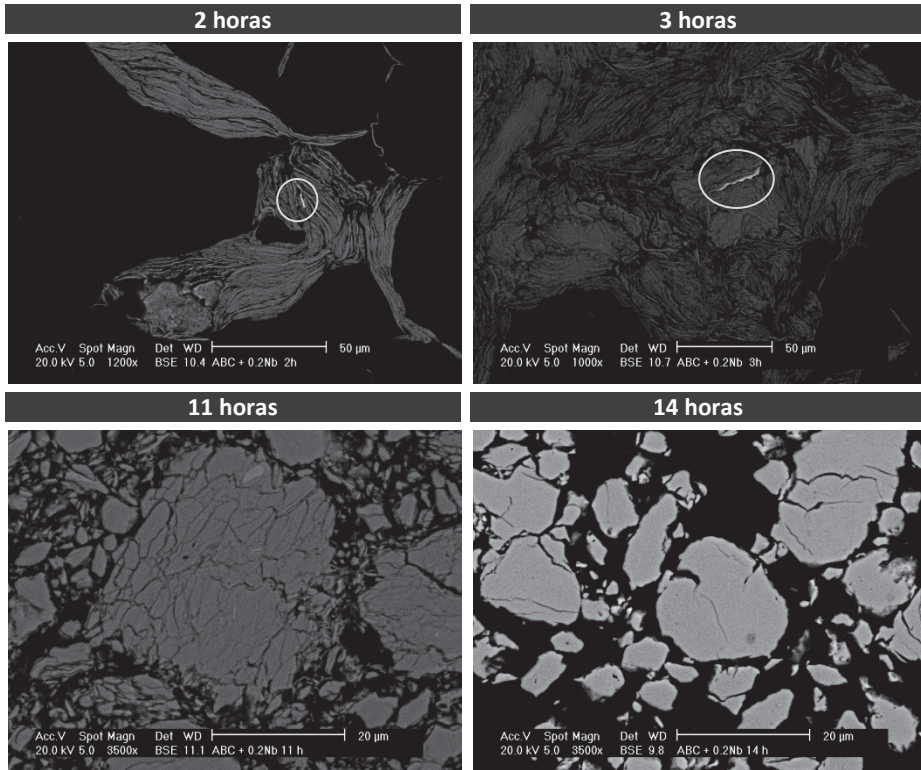 2 horas
3 horas
Acc.V Spot Magn Det WD 50 µm
20.0 kV 5.0 1200x BSE 10.4 ABC + 0.2Nb 2h
Acc.V Spot Magn Det WD 50 µm
20.0 kV 5.0 1000x BSE 10.7 ABC + 0.2Nb 3h
11 horas
14 horas
Acc.V Spot Magn Det WD 20 µm
20.0 kV 5.0 3500x BSE 11.1 ABC + 0.2Nb 11 h
Acc.V Spot Magn Det WD 20 µm
20.0 kV 5.0 3500x BSE 9.8 ABC + 0.2Nb 14 h